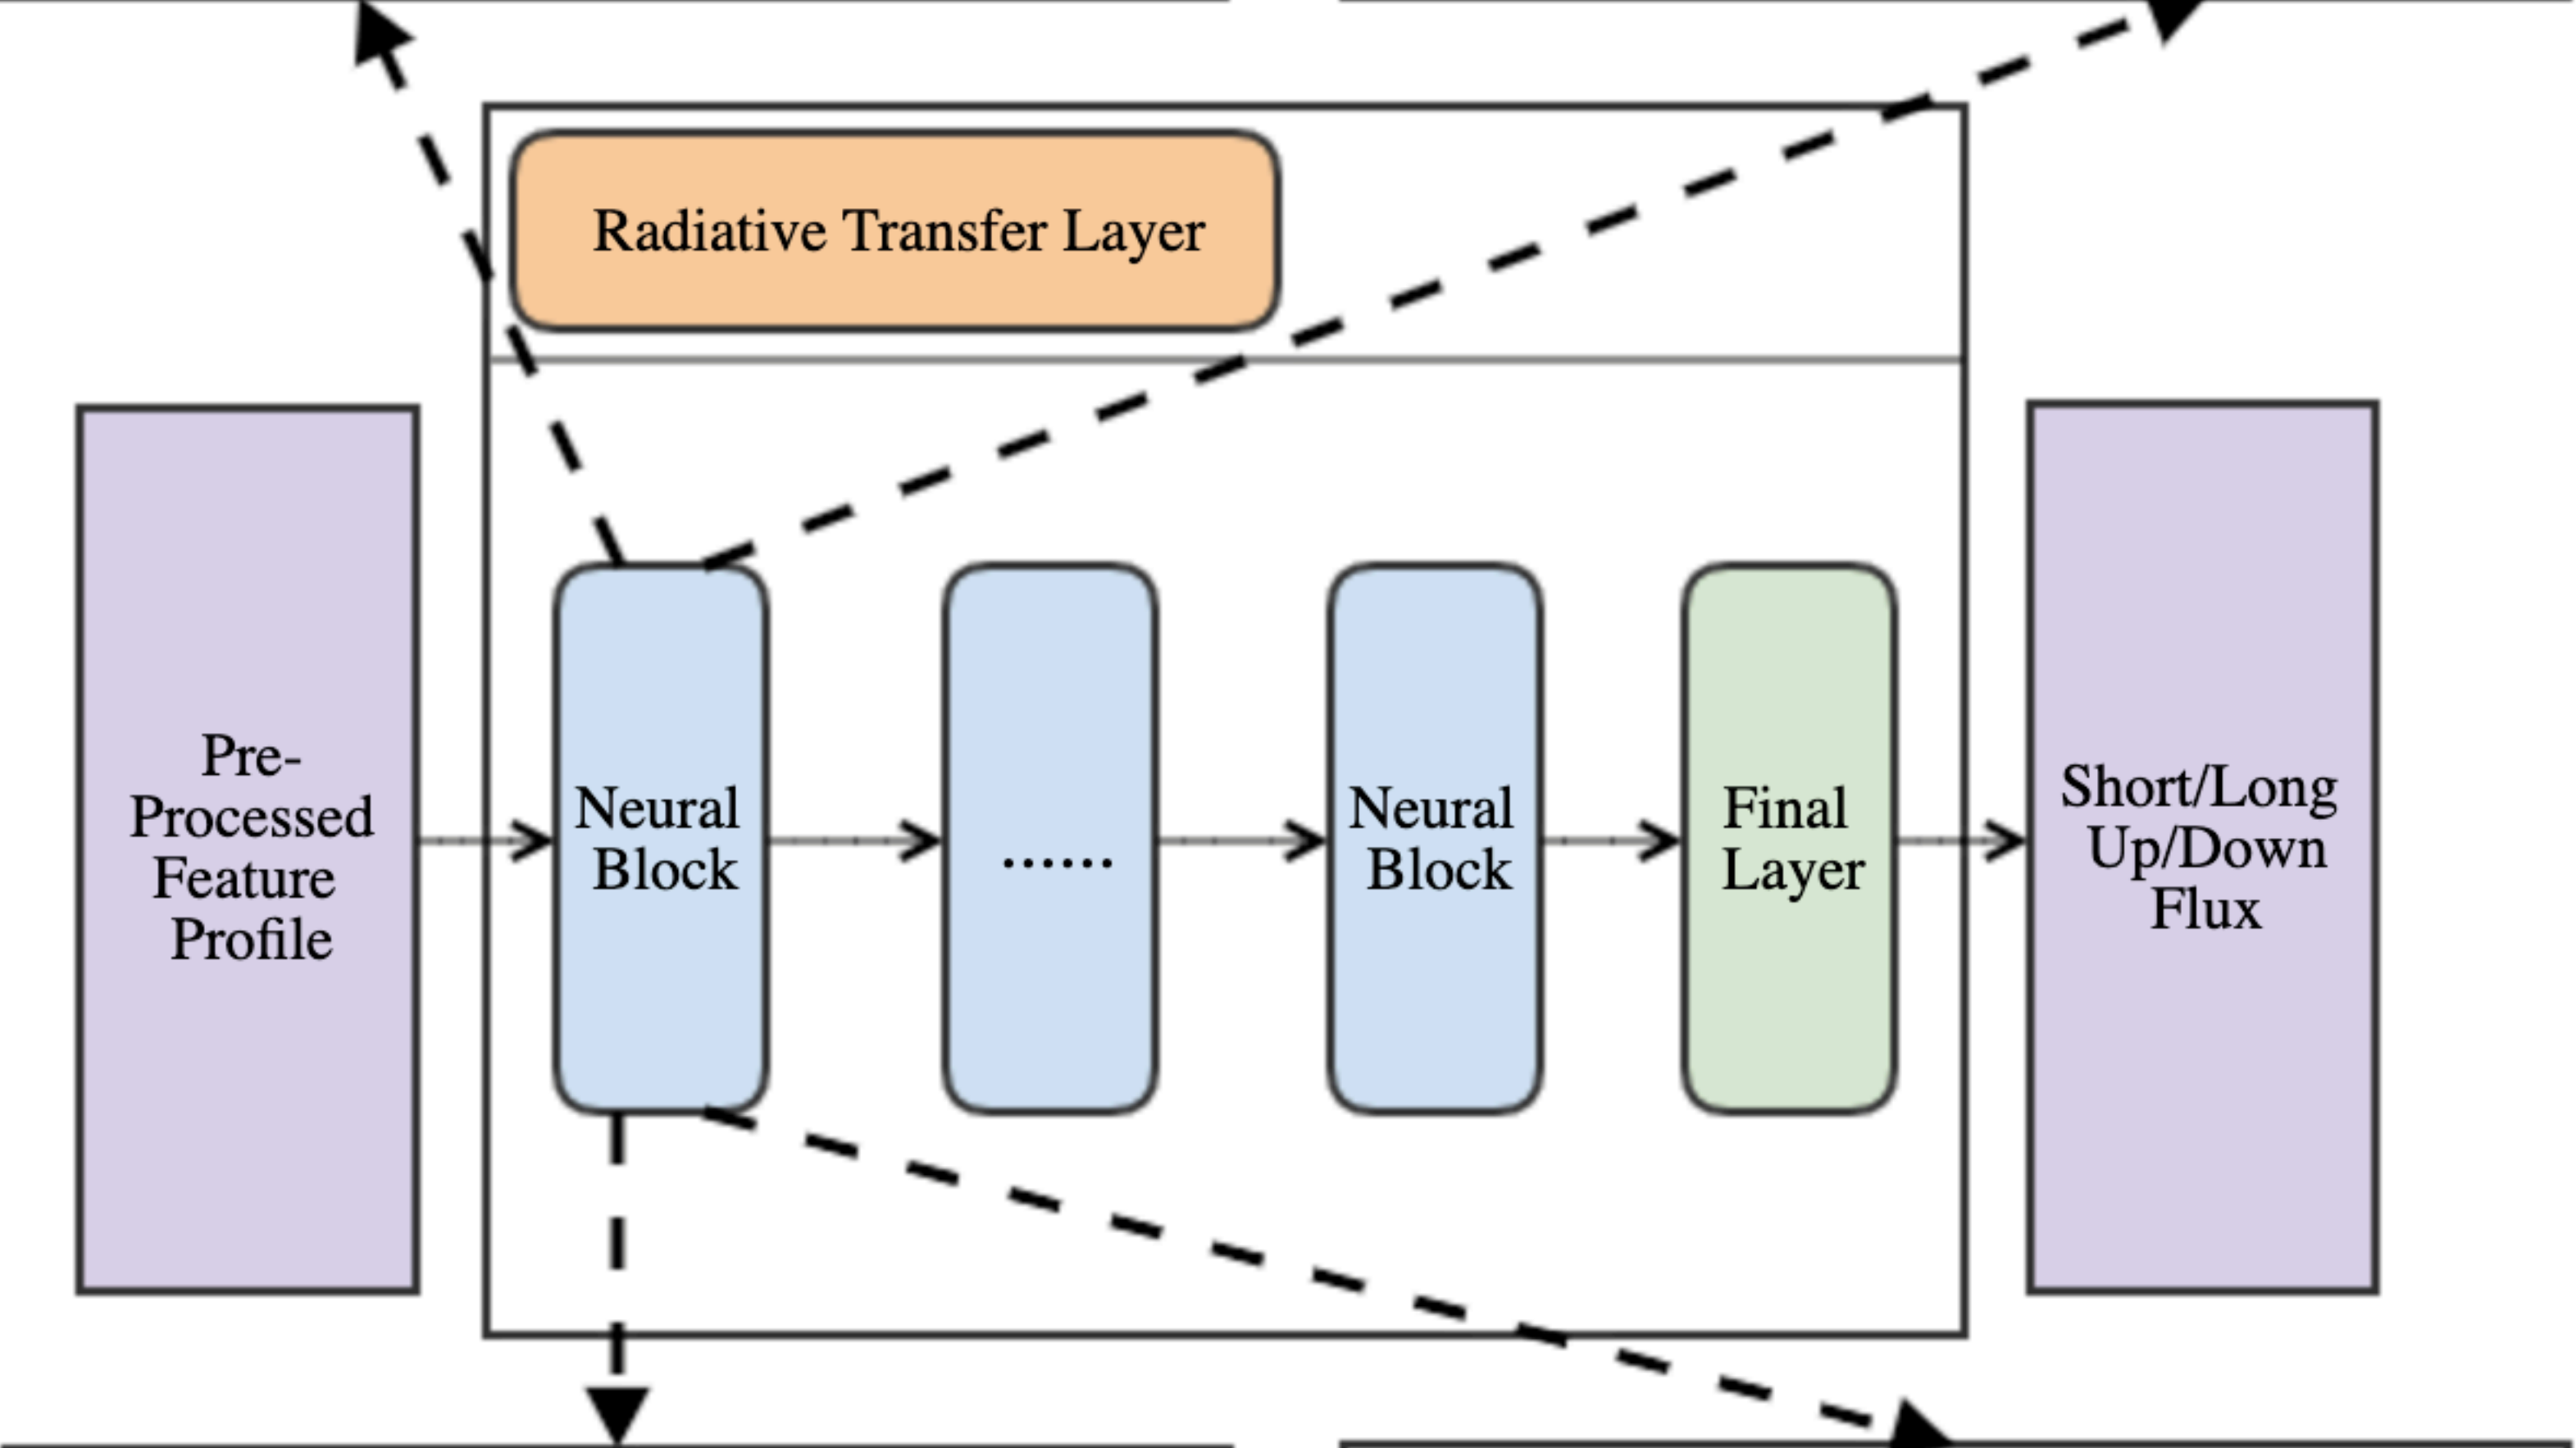 Radiative Transfer Layer
Pre-
Processed
Feature
Profile
Neural
Block
......
Neural
Block
Final
Layer
Short/Long
Up/Down
Flux